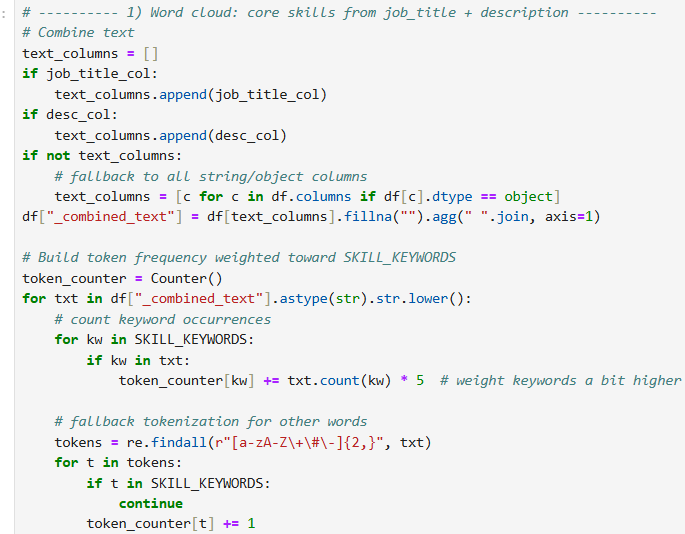 :
# ---------- 1) Word cloud: core skills from job_title + description ----------
# Combine text
text_columns = []
if job_title_col:
    text_columns.append(job_title_col)
if desc_col:
    text_columns.append(desc_col)
if not text_columns:
    # fallback to all string/object columns
    text_columns = [c for c in df.columns if df[c].dtype == object]
df["_combined_text"] = df[text_columns].fillna("").agg(" ".join, axis=1)

# Build token frequency weighted toward SKILL_KEYWORDS
token_counter = Counter()
for txt in df["_combined_text"].astype(str).str.lower():
    # count keyword occurrences
    for kw in SKILL_KEYWORDS:
        if kw in txt:
            token_counter[kw] += txt.count(kw) * 5  # weight keywords a bit higher

    # fallback tokenization for other words
    tokens = re.findall(r"[a-zA-Z\+\#\-]{2,}", txt)
    for t in tokens:
        if t in SKILL_KEYWORDS:
            continue
        token_counter[t] += 1